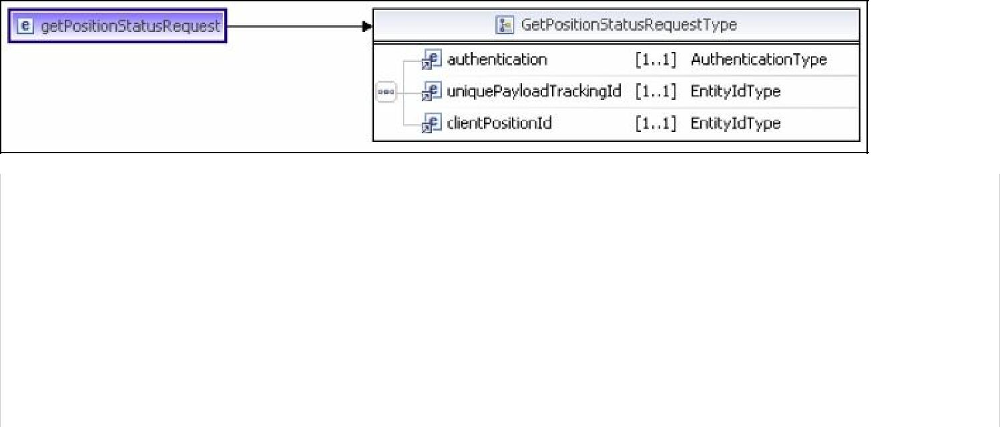 getPositionStatusRequest
GetPositionStatusRequestType
authentication [1..1] AuthenticationType
uniquePayloadTrackingId [1..1] EntityIdType
clientPositionId [1..1] EntityIdType